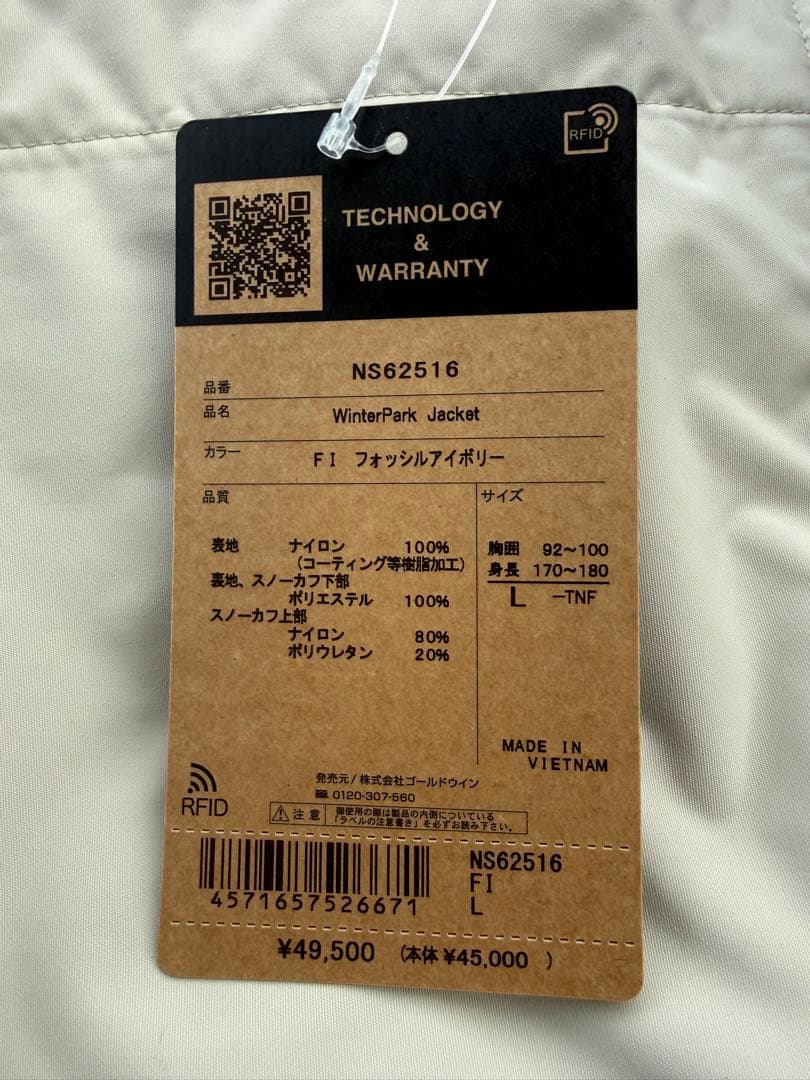 RFID
TECHNOLOGY
&
WARRANTY
品番 NS62516
品名 WinterPark Jacket
カラー FI フォッシルアイボリー
品質
表地 ナイロン 100%
(コーティング等樹脂加工)
裏地、スノーカフ下部
ポリエステル 100%
スノーカフ上部
ナイロン 80%
ポリウレタン 20%
サイズ
胸囲 92〜100
身長 170〜180
L -TNF
MADE IN
VIETNAM
RFID
発売元/株式会社ゴールドウイン
0120-307-560
注意 御使用の際は製品の内側についている
「ラベルの注意書き」を必ずお読み下さい。
4571657526671
NS62516
FI
L
¥49,500 (本体 ¥45,000 )